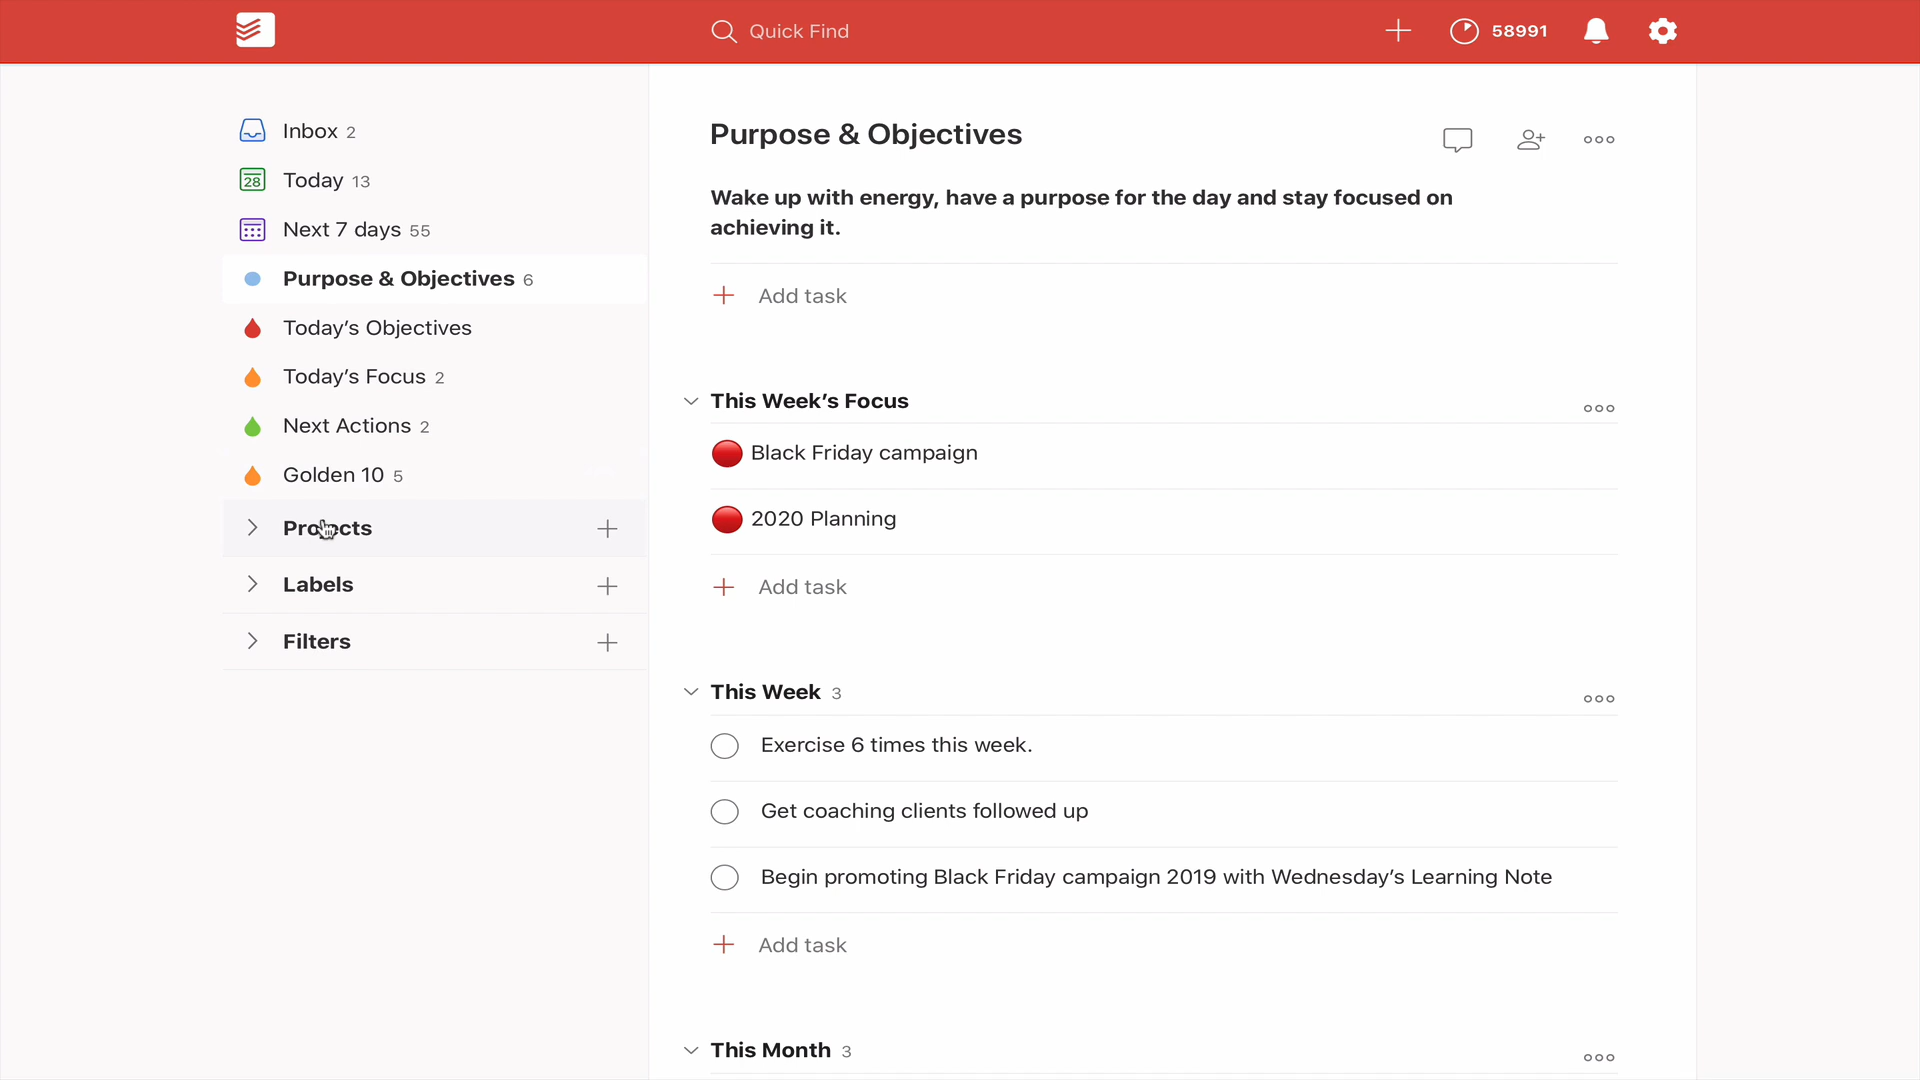 Quick Find
58991
Inbox 2
28
Today 13
Next 7 days 55
Purpose & Objectives 6
Today’s Objectives
Today’s Focus 2
Next Actions 2
Golden 10 5
Projects
Labels
Filters
Purpose & Objectives
Wake up with energy, have a purpose for the day and stay focused on
achieving it.
Add task
This Week’s Focus
Black Friday campaign
2020 Planning
Add task
This Week 3
Exercise 6 times this week.
Get coaching clients followed up
Begin promoting Black Friday campaign 2019 with Wednesday’s Learning Note
Add task
This Month 3